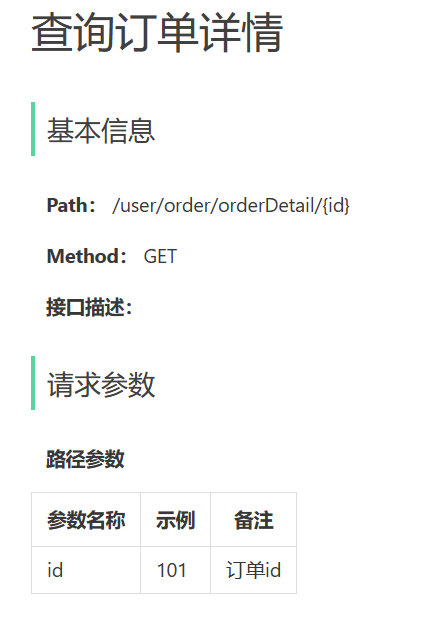 查询订单详情
基本信息
Path： /user/order/orderDetail/{id}
Method： GET
接口描述：
请求参数
路径参数
参数名称 示例 备注
id 101 订单id